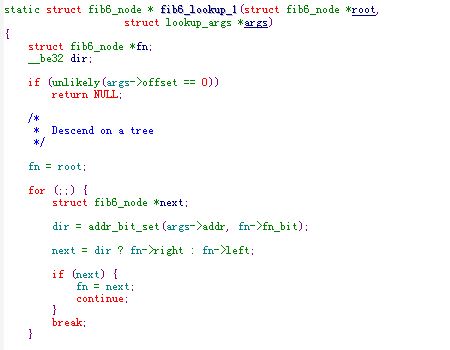 static struct fib6_node * fib6_lookup_1(struct fib6_node *root,
struct lookup_args *args)
{
struct fib6_node *fn;
__be32 dir;
if (unlikely(args->offset == 0))
return NULL;
/*
* Descend on a tree
*/
fn = root;
for (;;) {
struct fib6_node *next;
dir = addr_bit_set(args->addr, fn->fn_bit);
next = dir ? fn->right : fn->left;
if (next) {
fn = next;
continue;
}
break;
}